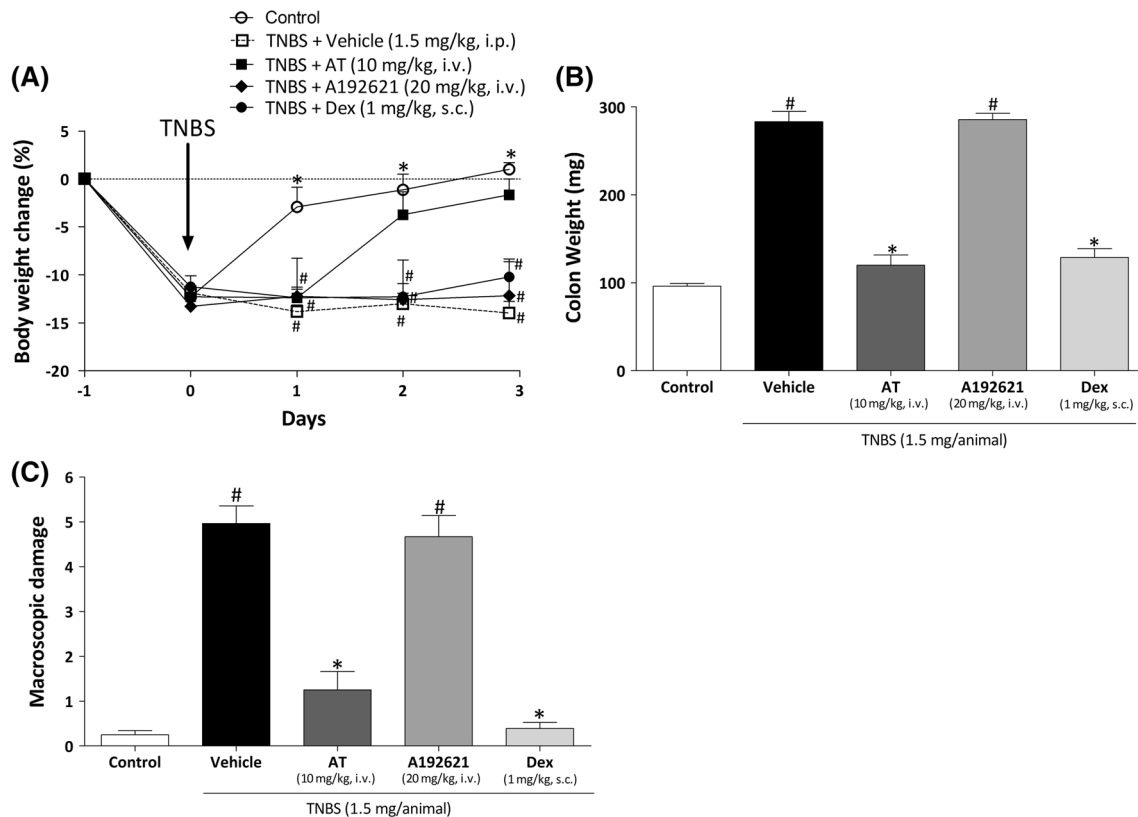 Control
TNBS + Vehicle (1.5 mg/kg, i.p.)
TNBS + AT (10 mg/kg, i.v.)
TNBS + A192621 (20 mg/kg, i.v.)
TNBS + Dex (1 mg/kg, s.c.)
(A)
TNBS
Body weight change (%)
5
0
-5
-10
-15
-20
* * *
# # #
# # #
# # #
-1 0 1 2 3
Days
(B)
Colon Weight (mg)
300
200
100
0
# #
* *
Control Vehicle AT A192621 Dex
(10 mg/kg, i.v.) (20 mg/kg, i.v.) (1 mg/kg, s.c.)
TNBS (1.5 mg/animal)
(C)
Macroscopic damage
6
5
4
3
2
1
0
# #
* *
Control Vehicle AT A192621 Dex
(10 mg/kg, i.v.) (20 mg/kg, i.v.) (1 mg/kg, s.c.)
TNBS (1.5 mg/animal)